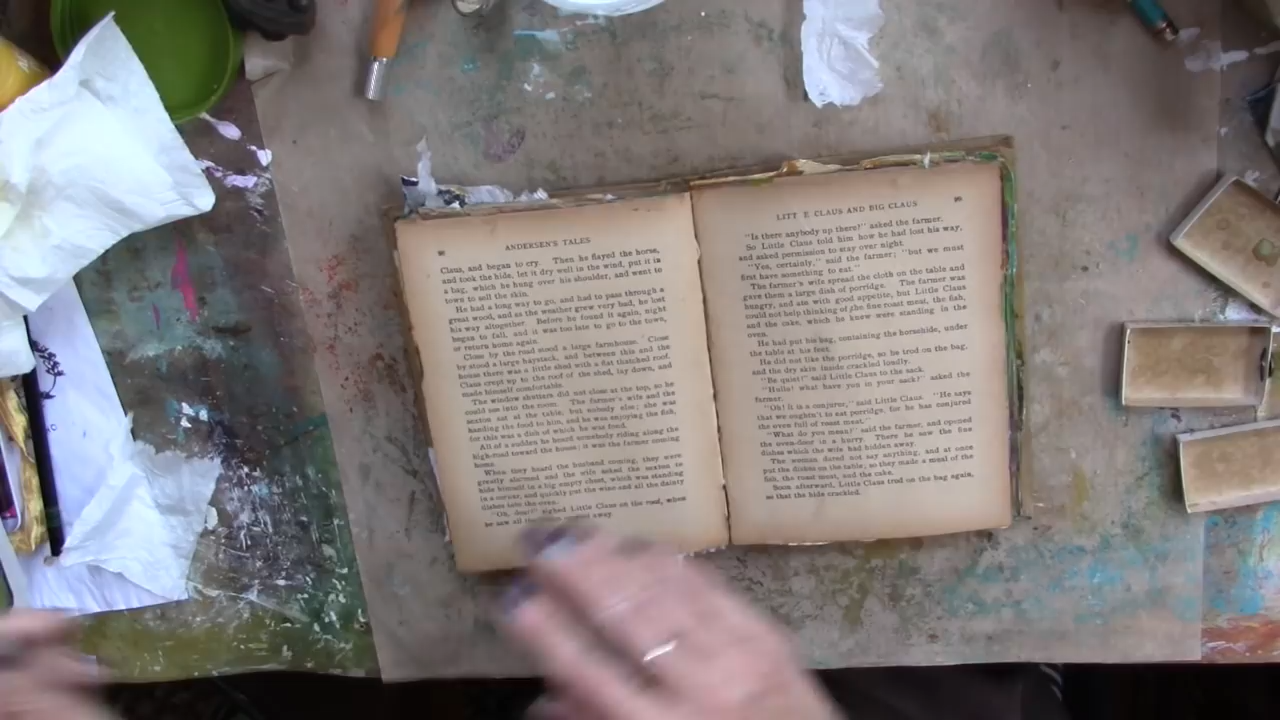 98
ANDERSEN'S TALES
Claus, and began to cry. Then he flayed the horse,
and took the hide, let it dry well in the wind, put it in
a bag, which he hung over his shoulder, and went to
town to sell the skin.
He had a long way to go, and had to pass through a
great wood, and as the weather grew very bad, he lost
his way altogether. Before he found it again, night
began to fall, and it was too late to go to the town,
or return home again.
Close by the road stood a large farmhouse. Close
by stood a large haystack, and between this and the
house there was a little shed with a flat thatched roof.
Claus crept up to the roof of the shed, lay down, and
made himself comfortable.
The window shutters did not close at the top, so he
could see into the room. The farmer's wife and the
sexton sat at the table, but nobody else; she was
handing the food to him, and he was enjoying the fish,
for this was a dish of which he was fond.
All of a sudden he heard somebody riding along the
high-road toward the house; it was the farmer coming
home.
When they heard the husband coming, they were
greatly alarmed and the wife asked the sexton to
hide himself in a big empty chest, which was standing
in a corner, and quickly put the wine and all the dainty
dishes into the oven.
"Oh, dear!" sighed Little Claus on the roof, when
he saw all the away.
LITT E CLAUS AND BIG CLAUS
99
"Is there anybody up there?" asked the farmer.
So Little Claus told him how he had lost his way,
and asked permission to stay over night.
"Yes, certainly," said the farmer; "but we must
first have something to eat."
The farmer's wife spread the cloth on the table and
gave them a large dish of porridge. The farmer was
hungry, and ate with good appetite, but Little Claus
could not help thinking of the fine roast meat, the fish,
and the cake, which he knew were standing in the
oven.
He had put his bag, containing the horsehide, under
the table at his feet.
He did not like the porridge, so he trod on the bag,
and the dry skin inside crackled loudly.
"Be quiet!" said Little Claus to the sack.
"Hullo! what have you in your sack?" asked the
farmer.
"Oh! it is a conjurer," said Little Claus. "He says
that we oughtn't to eat porridge, for he has conjured
the oven full of roast meat."
"What do you mean?" said the farmer, and opened
the oven-door in a hurry. There he saw the fine
dishes which the wife had hidden away.
The woman dared not say anything, and at once
put the dishes on the table; so they made a meal of the
fish, the roast meat, and the cake.
Soon afterward, Little Claus trod on the bag again,
so that the hide crackled.